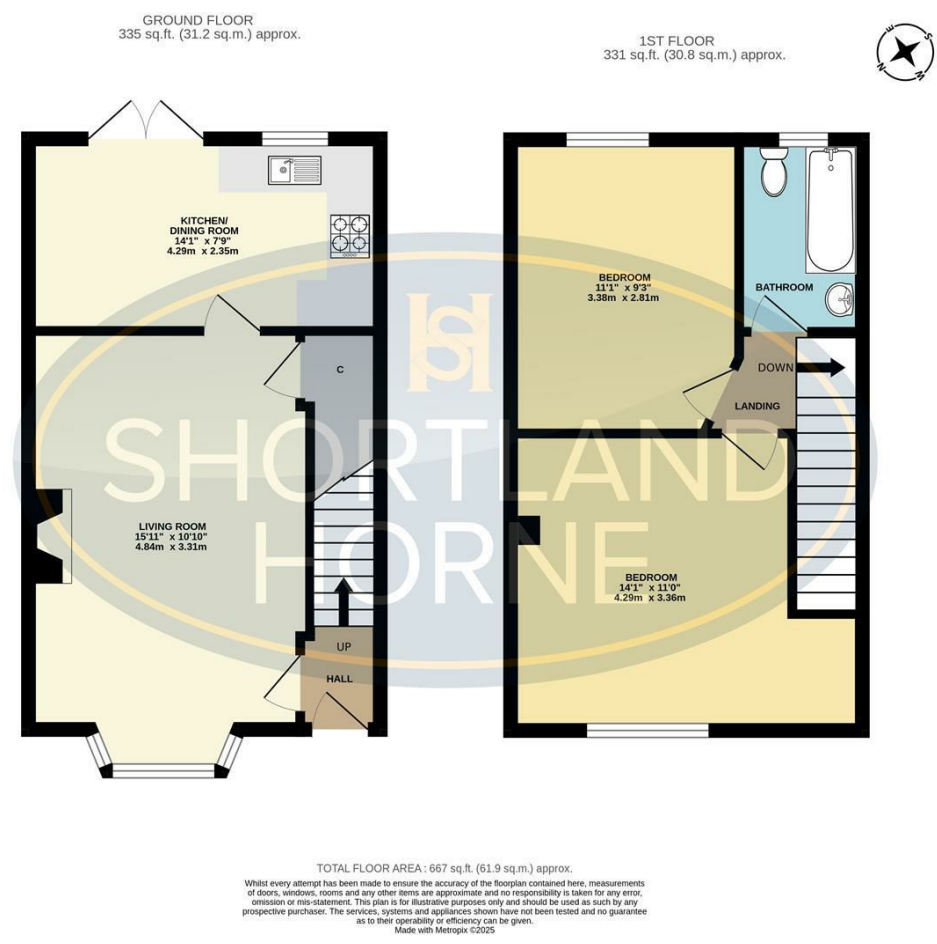 GROUND FLOOR
335 sq.ft. (31.2 sq.m.) approx.
1ST FLOOR
331 sq.ft. (30.8 sq.m.) approx.
E
S
N
W
KITCHEN/
DINING ROOM
14'1" x 7'9"
4.29m x 2.35m
C
LIVING ROOM
15'11" x 10'10"
4.84m x 3.31m
UP
HALL
BEDROOM
11'1" x 9'3"
3.38m x 2.81m
BATHROOM
DOWN
LANDING
BEDROOM
14'1" x 11'0"
4.29m x 3.36m
SH
SHORTLAND
HORNE
TOTAL FLOOR AREA : 667 sq.ft. (61.9 sq.m.) approx.
Whilst every attempt has been made to ensure the accuracy of the floorplan contained here, measurements
of doors, windows, rooms and any other items are approximate and no responsibility is taken for any error,
omission or mis-statement. This plan is for illustrative purposes only and should be used as such by any
prospective purchaser. The services, systems and appliances shown have not been tested and no guarantee
as to their operability or efficiency can be given.
Made with Metropix ©2025